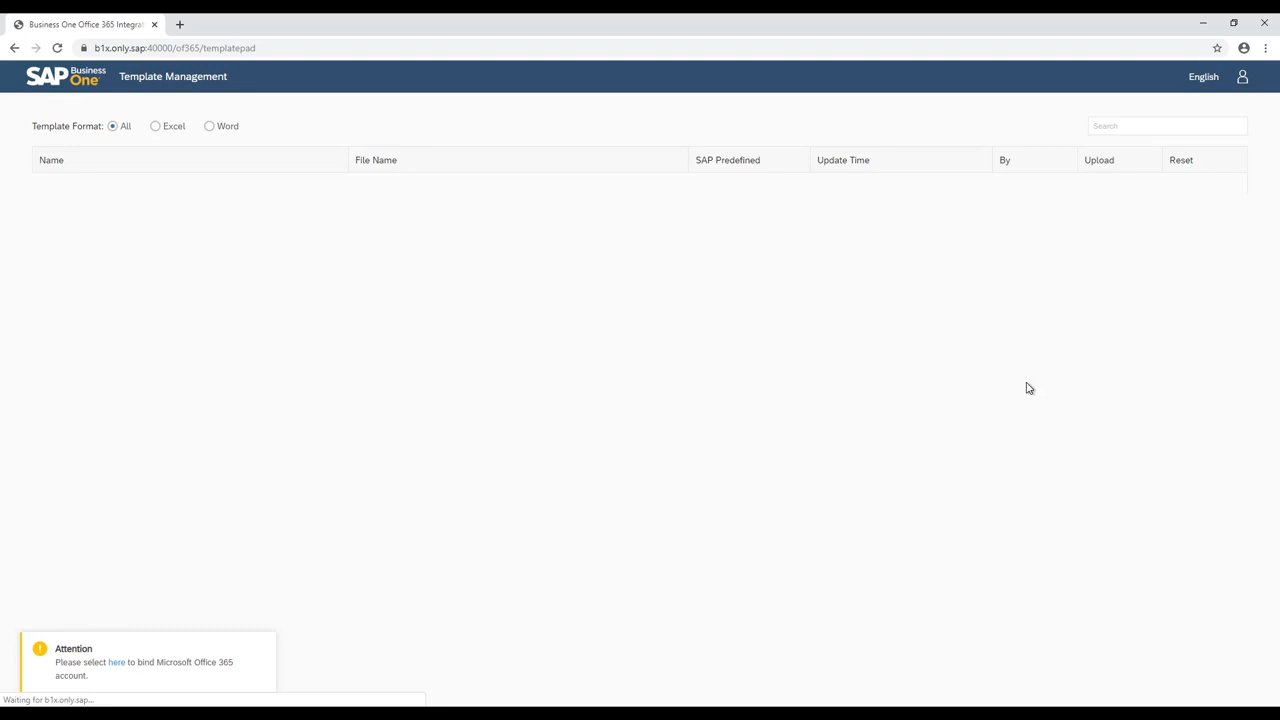 Business One Office 365 Integrat
b1x.only.sap:40000/of365/templatepad
SAP Business One Template Management English
Template Format: All Excel Word Search
Name File Name SAP Predefined Update Time By Upload Reset
Attention
Please select here to bind Microsoft Office 365
account.
Waiting for b1x.only.sap...